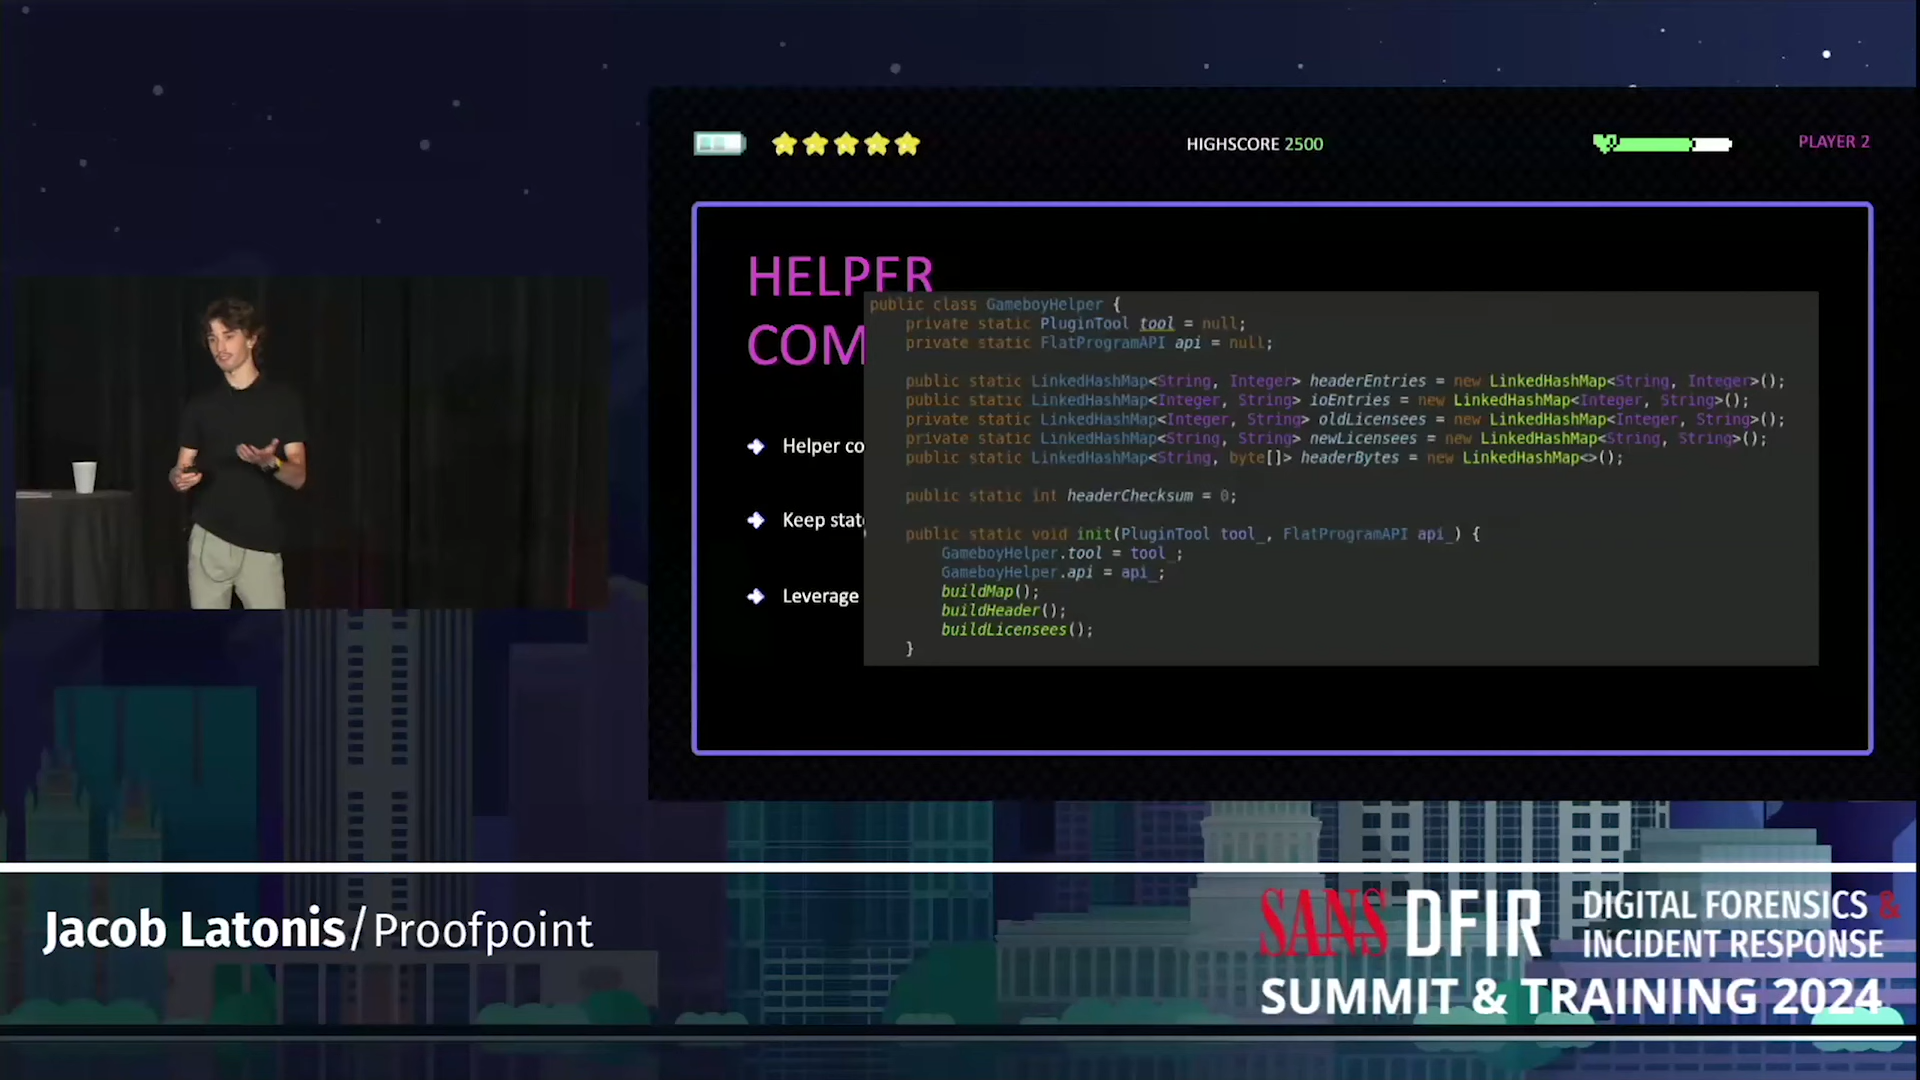 HIGHSCORE 2500
PLAYER 2
HELPER
COM
Helper co
Keep stat
Leverage
public class GameboyHelper {
private static PluginTool tool = null;
private static FlatProgramAPI api = null;
public static LinkedHashMap<String, Integer> headerEntries = new LinkedHashMap<String, Integer>();
public static LinkedHashMap<Integer, String> ioEntries = new LinkedHashMap<Integer, String>();
private static LinkedHashMap<Integer, String> oldLicensees = new LinkedHashMap<Integer, String>();
private static LinkedHashMap<String, String> newLicensees = new LinkedHashMap<String, String>();
public static LinkedHashMap<String, byte[]> headerBytes = new LinkedHashMap<>();
public static int headerChecksum = 0;
public static void init(PluginTool tool_, FlatProgramAPI api_) {
GameboyHelper.tool = tool_;
GameboyHelper.api = api_;
buildMap();
buildHeader();
buildLicensees();
}
Jacob Latonis/Proofpoint
SANS DFIR DIGITAL FORENSICS &
INCIDENT RESPONSE
SUMMIT & TRAINING 2024